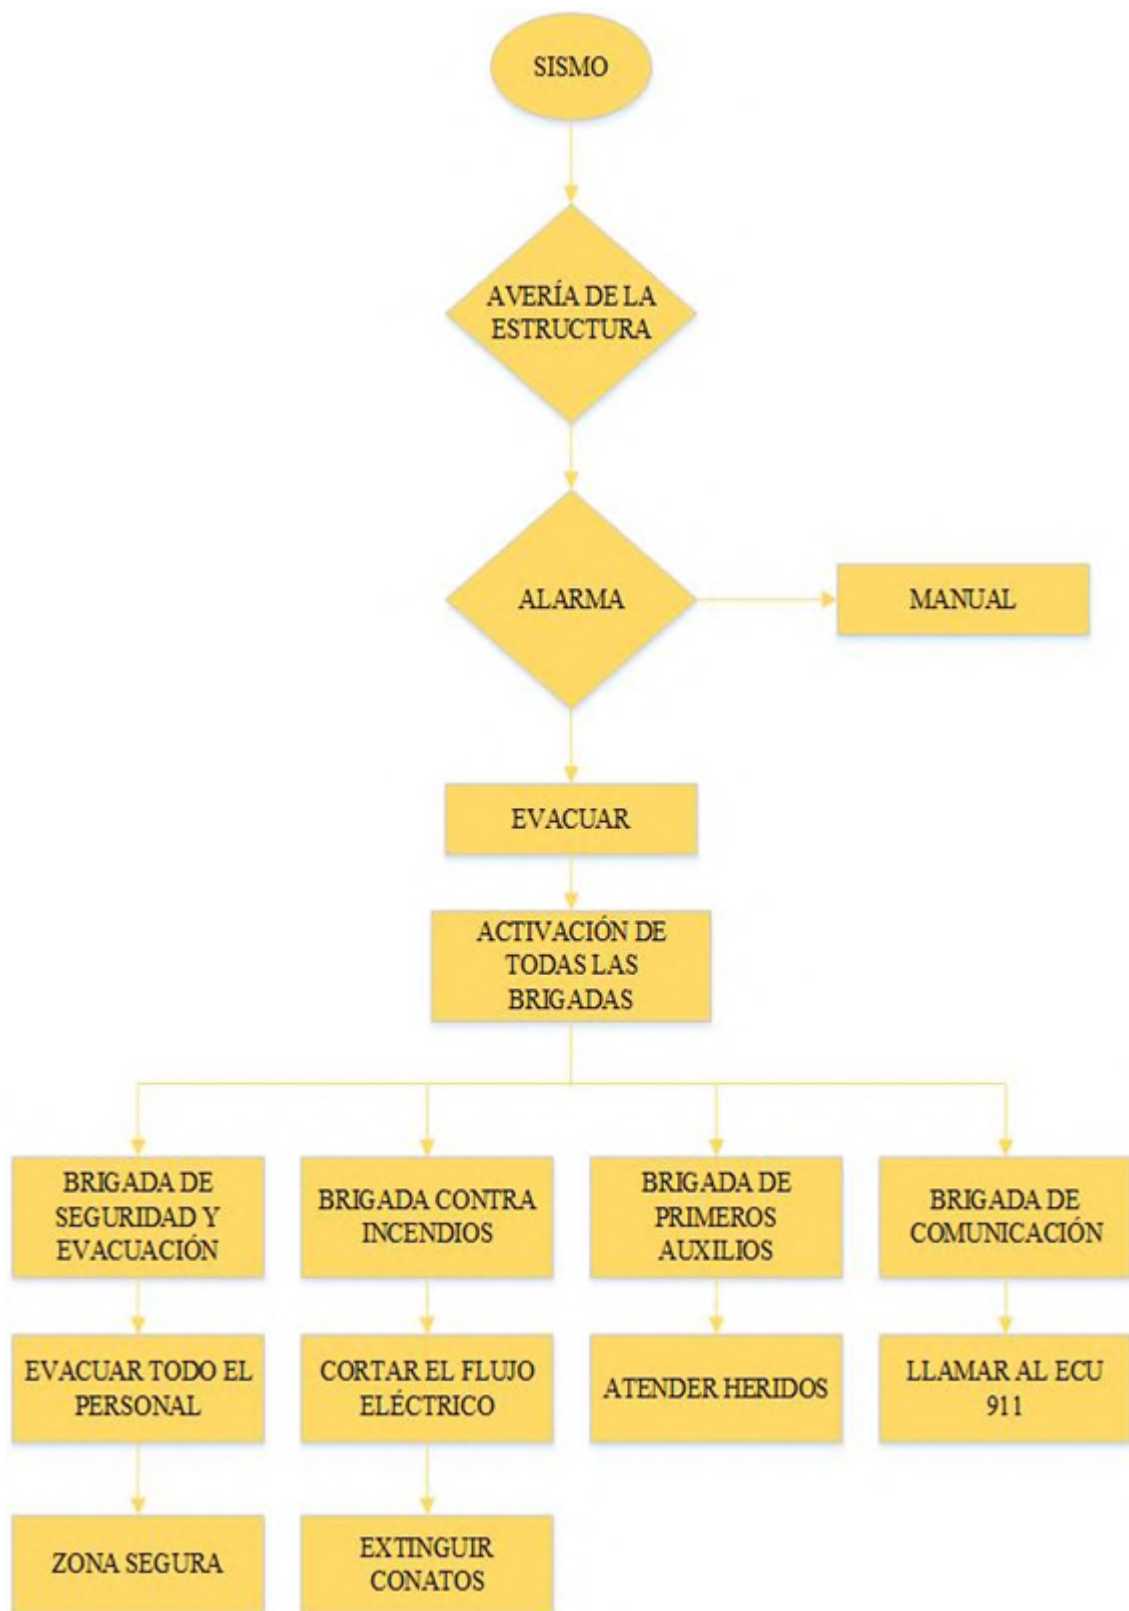 SISMO
AVERÍA DE LA
ESTRUCTURA
ALARMA
MANUAL
EVACUAR
ACTIVACIÓN DE
TODAS LAS
BRIGADAS
BRIGADA DE
SEGURIDAD Y
EVACUACIÓN
BRIGADA CONTRA
INCENDIOS
BRIGADA DE
PRIMEROS
AUXILIOS
BRIGADA DE
COMUNICACIÓN
EVACUAR TODO EL
PERSONAL
CORTAR EL FLUJO
ELÉCTRICO
ATENDER HERIDOS
LLAMAR AL ECU
911
ZONA SEGURA
EXTINGUIR
CONATOS